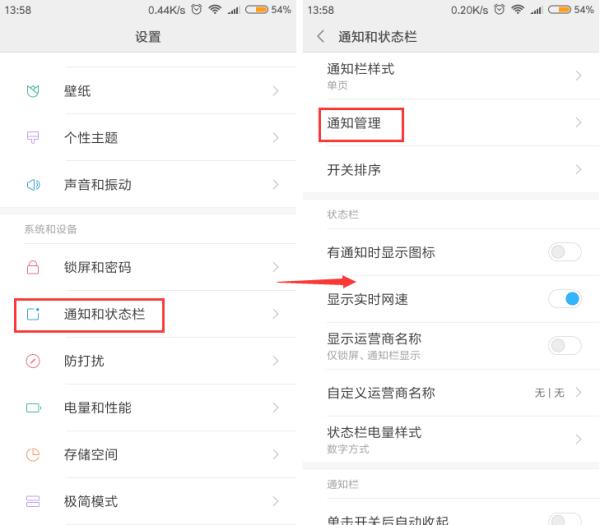 13:58
0.44K/s
54%
设置
壁纸
个性主题
声音和振动
系统和设备
锁屏和密码
通知和状态栏
防打扰
电量和性能
存储空间
极简模式
13:58
0.20K/s
54%
通知和状态栏
通知栏样式
单页
通知管理
开关排序
状态栏
有通知时显示图标
显示实时网速
显示运营商名称
仅锁屏、通知栏显示
自定义运营商名称
无 | 无
状态栏电量样式
数字方式
通知栏
单击开关后自动收起